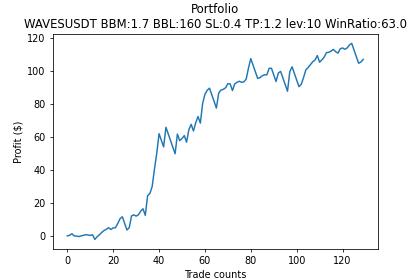 Portfolio
WAVESUSDT BBM:1.7 BBL:160 SL:0.4 TP:1.2 lev:10 WinRatio:63.0
120
100
80
60
40
20
0
Profit ($)
0 20 40 60 80 100 120
Trade counts